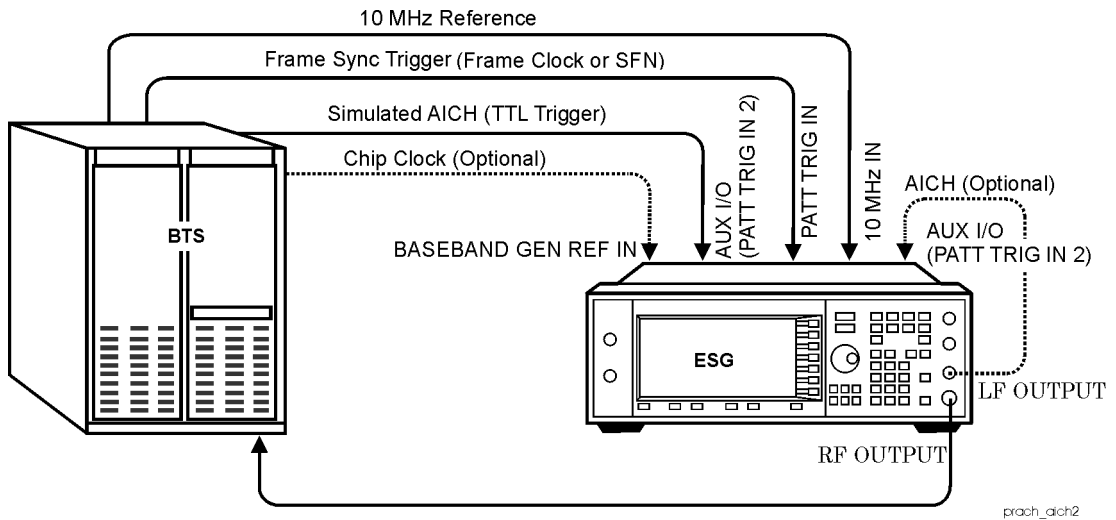 10 MHz Reference
Frame Sync Trigger (Frame Clock or SFN)
Simulated AICH (TTL Trigger)
Chip Clock (Optional)
BASEBAND GEN REF IN
AUX I/O
(PATT TRIG IN 2)
PATT TRIG IN
10 MHz IN
AICH (Optional)
AUX I/O
(PATT TRIG IN 2)
BTS
ESG
LF OUTPUT
RF OUTPUT
prach_aich2